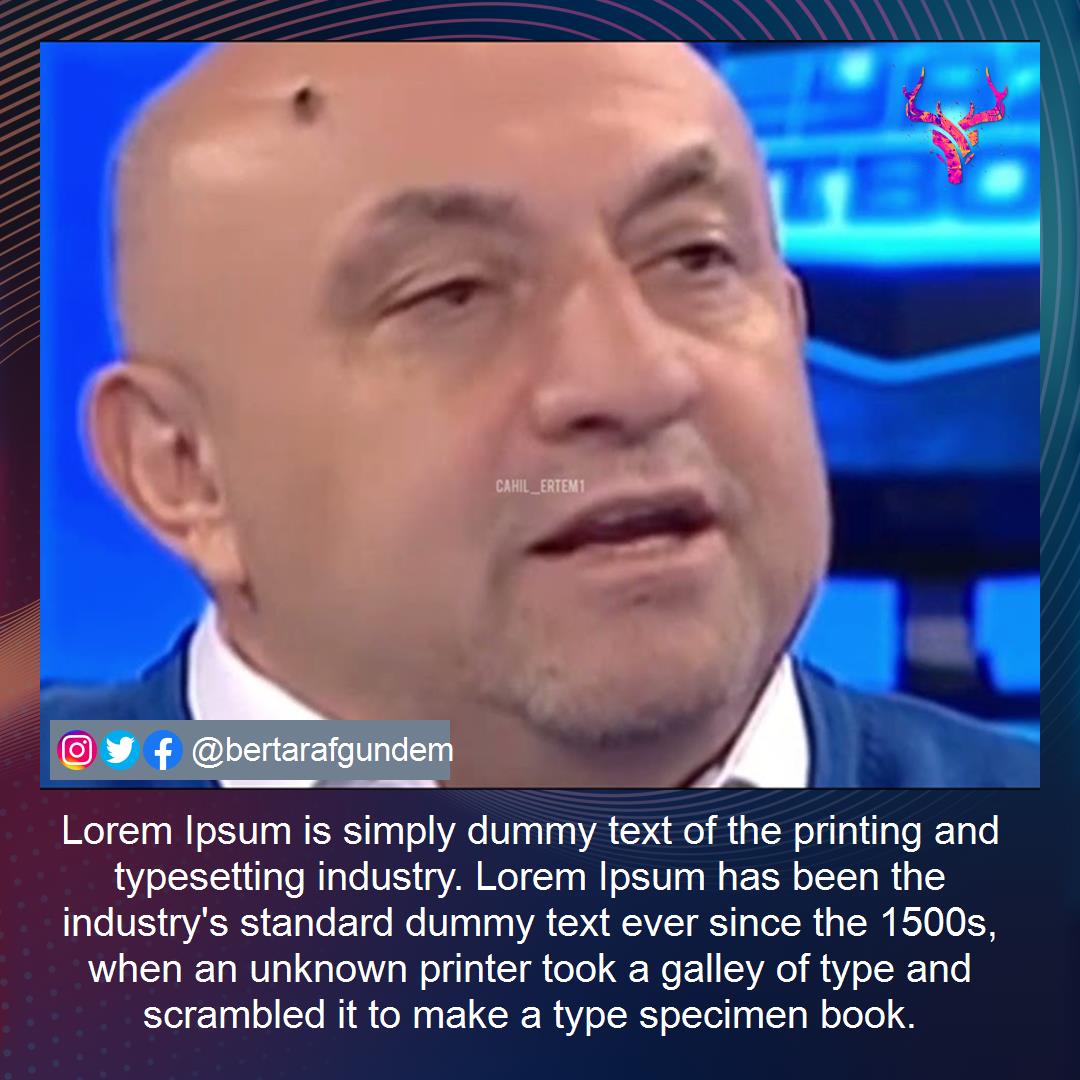 CAHIL_ERTEM1
@bertarafgundem
Lorem Ipsum is simply dummy text of the printing and
typesetting industry. Lorem Ipsum has been the
industry's standard dummy text ever since the 1500s,
when an unknown printer took a galley of type and
scrambled it to make a type specimen book.